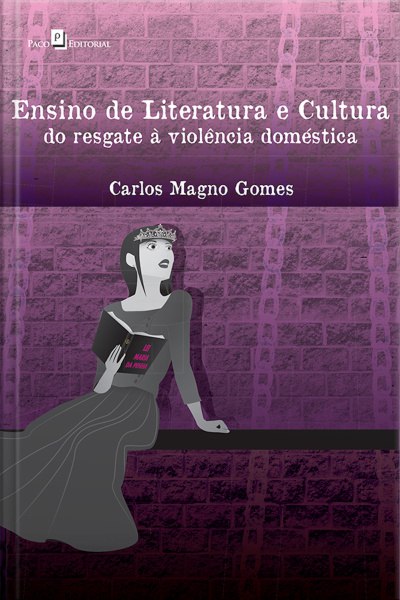 PACO EDITORIAL
Ensino de Literatura e Cultura
do resgate à violência doméstica
Carlos Magno Gomes
LEI
MARIA
DA PENHA